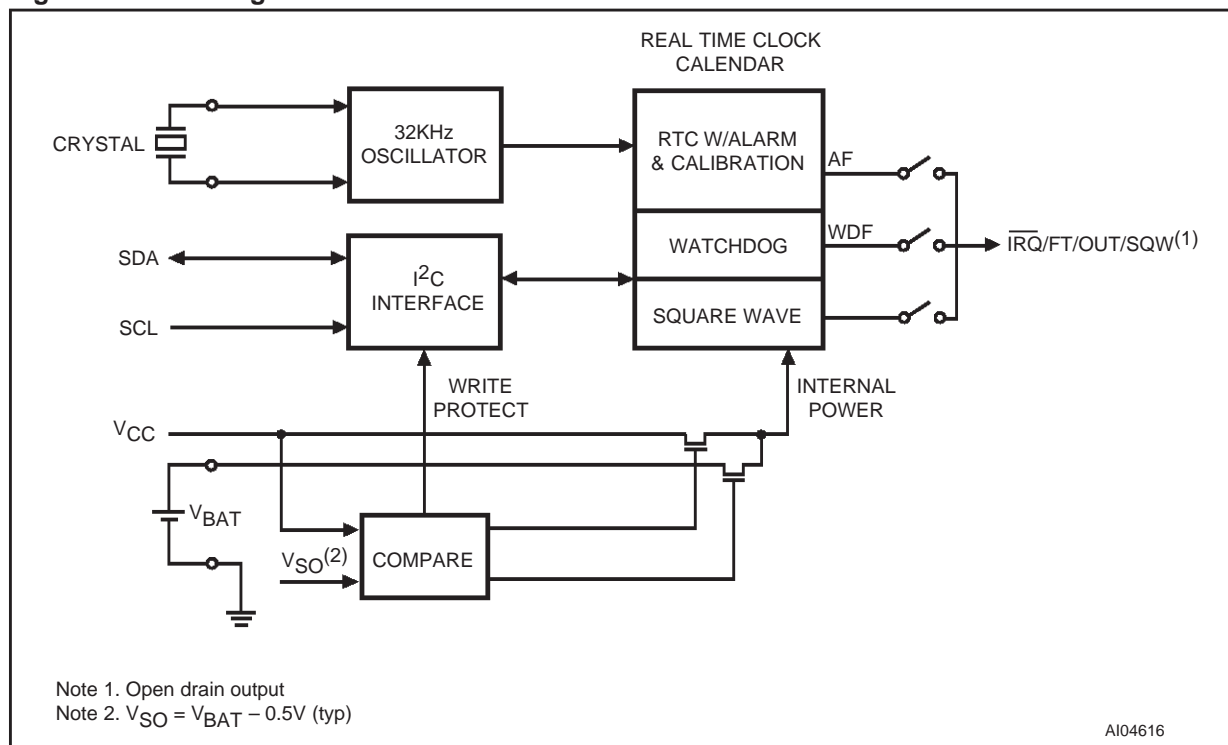 REAL TIME CLOCK
CALENDAR
CRYSTAL
32KHz
OSCILLATOR
RTC W/ALARM
& CALIBRATION
AF
WATCHDOG
WDF
IRQ/FT/OUT/SQW(1)
SDA
I2C
INTERFACE
SCL
SQUARE WAVE
WRITE
PROTECT
INTERNAL
POWER
VCC
VBAT
VSO(2)
COMPARE
Note 1. Open drain output
Note 2. VSO = VBAT – 0.5V (typ)
AI04616